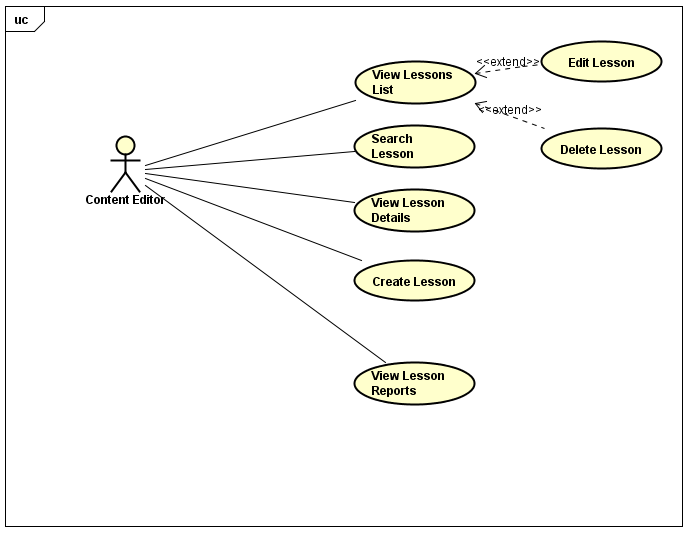 uc
View Lessons
List
<<extend>>
Edit Lesson
<<extend>>
Delete Lesson
Search
Lesson
Content Editor
View Lesson
Details
Create Lesson
View Lesson
Reports